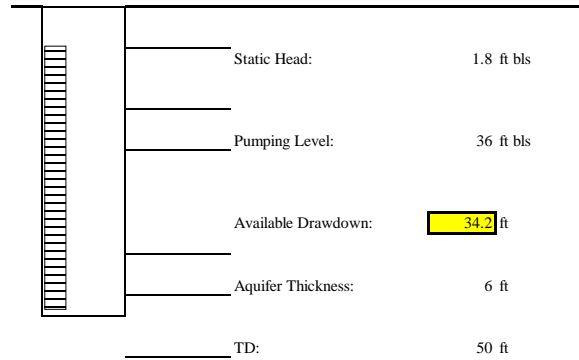 Static Head: 1.8 ft bls
Pumping Level: 36 ft bls
Available Drawdown: 34.2 ft
Aquifer Thickness: 6 ft
TD: 50 ft